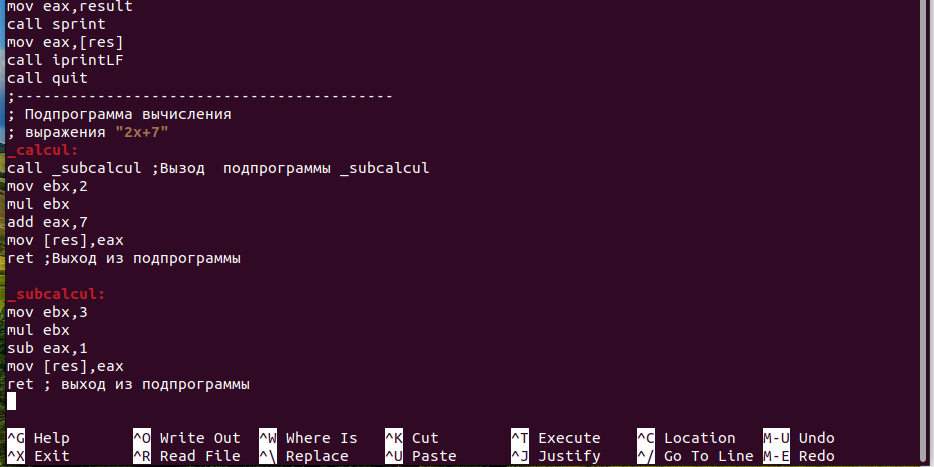 mov eax,result
call sprint
mov eax,[res]
call iprintLF
call quit
;------------------------------------------
; Подпрограмма вычисления
; выражения "2x+7"
_calcul:
call _subcalcul ;Вызод  подпрограммы _subcalcul
mov ebx,2
mul ebx
add eax,7
mov [res],eax
ret ;Выход из подпрограммы
_subcalcul:
mov ebx,3
mul ebx
sub eax,1
mov [res],eax
ret ; выход из подпрограммы
^G Help ^O Write Out ^W Where Is ^K Cut ^T Execute ^C Location M-U Undo
^X Exit ^R Read File ^\ Replace ^U Paste ^J Justify ^/ Go To Line M-E Redo